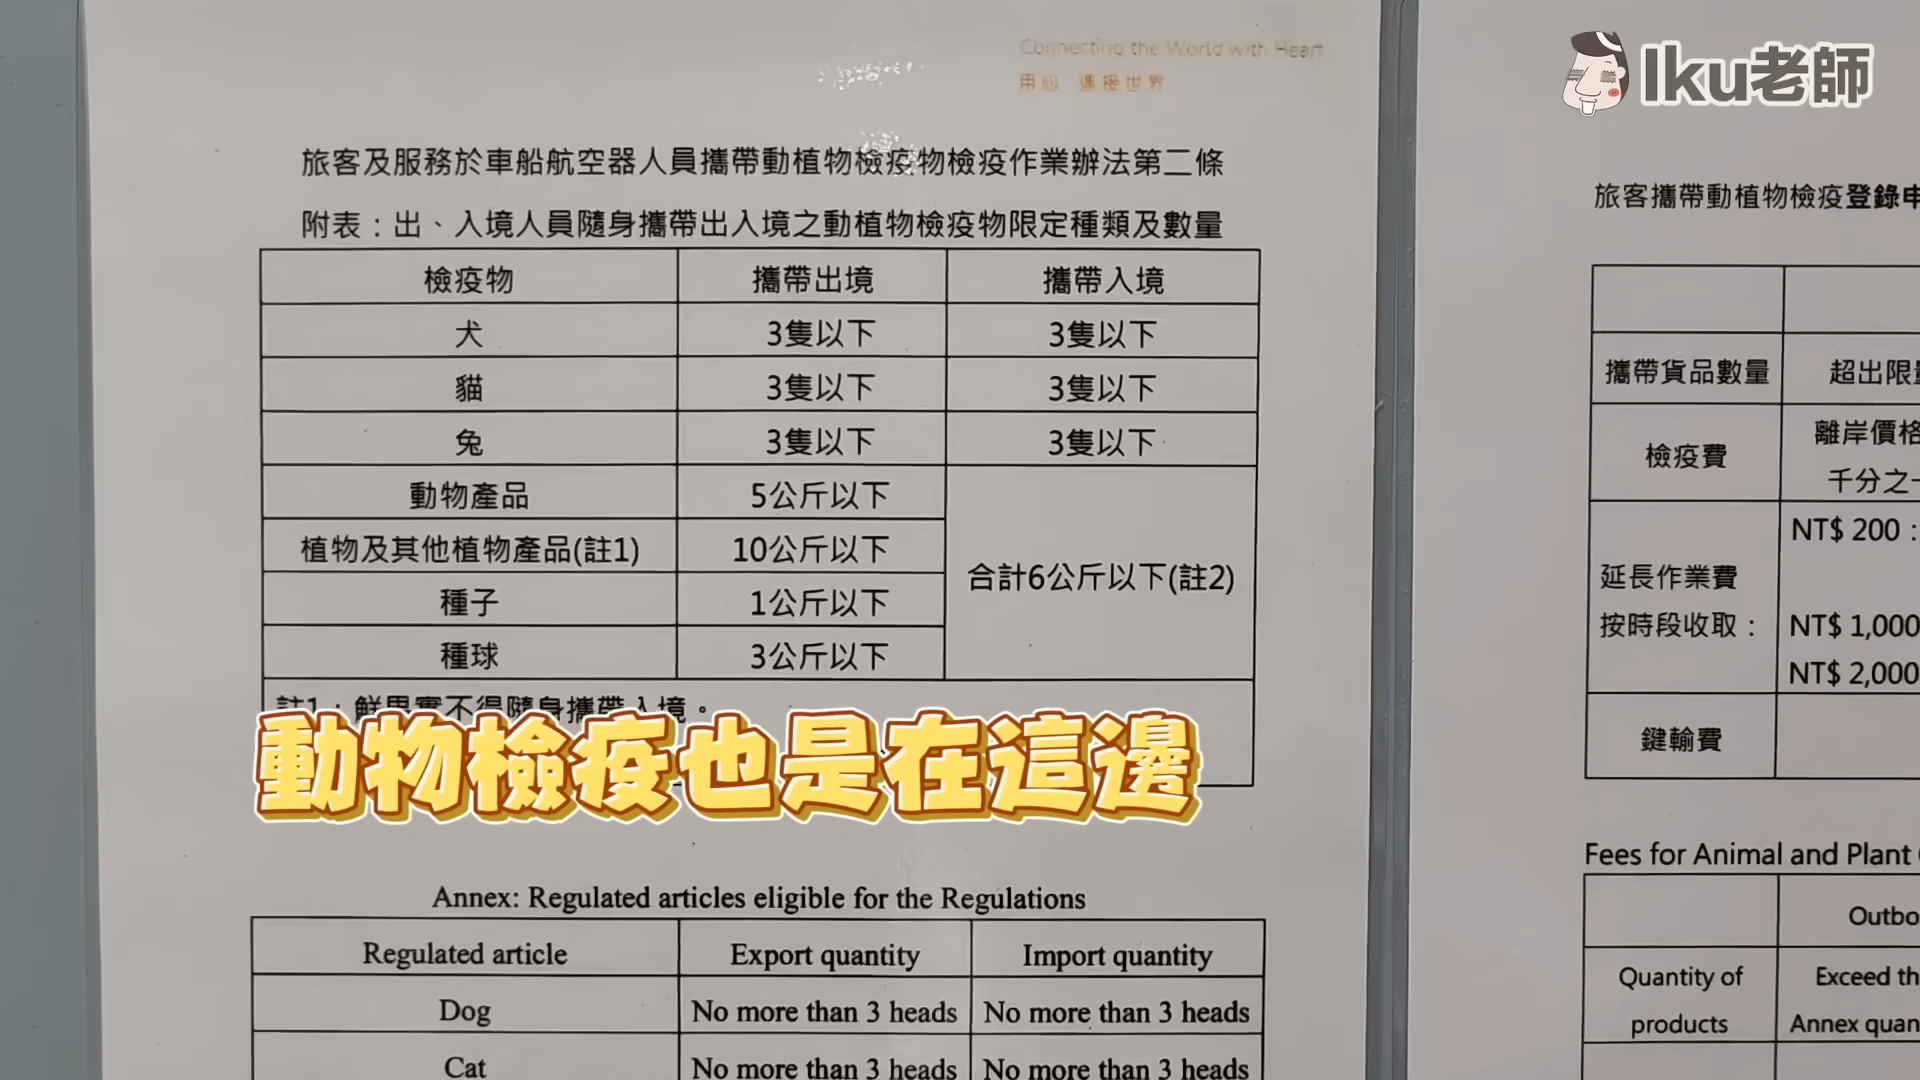 Connecting the World with Heart
用心 連接世界
Iku老師
旅客及服務於車船航空器人員攜帶動植物檢疫物檢疫作業辦法第二條
附表：出、入境人員隨身攜帶出入境之動植物檢疫物限定種類及數量
檢疫物 攜帶出境 攜帶入境
犬 3隻以下 3隻以下
貓 3隻以下 3隻以下
兔 3隻以下 3隻以下
動物產品 5公斤以下
植物及其他植物產品(註1) 10公斤以下
合計6公斤以下(註2)
種子 1公斤以下
種球 3公斤以下
註1：鮮果實不得隨身攜帶入境。
動物檢疫也是在這邊
Annex: Regulated articles eligible for the Regulations
Regulated article Export quantity Import quantity
Dog No more than 3 heads No more than 3 heads
Cat No more than 3 heads No more than 3 heads
旅客攜帶動植物檢疫登錄申
攜帶貨品數量 超出限
檢疫費 離岸價格
千分之
NT$ 200：
延長作業費
按時段收取： NT$ 1,000
NT$ 2,000
鍵輸費
Fees for Animal and Plant
Outbo
Quantity of Exceed th
products Annex quan